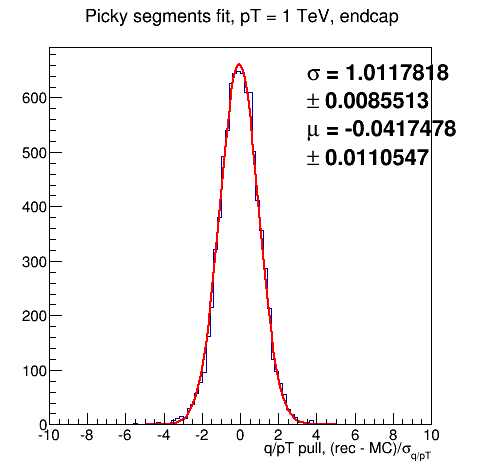 Picky segments fit, pT = 1 TeV, endcap
σ = 1.0117818
± 0.0085513
μ = -0.0417478
± 0.0110547
600
500
400
300
200
100
0
-10 -8 -6 -4 -2 0 2 4 6 8 10
q/pT pull, (rec - MC)/σq/pT